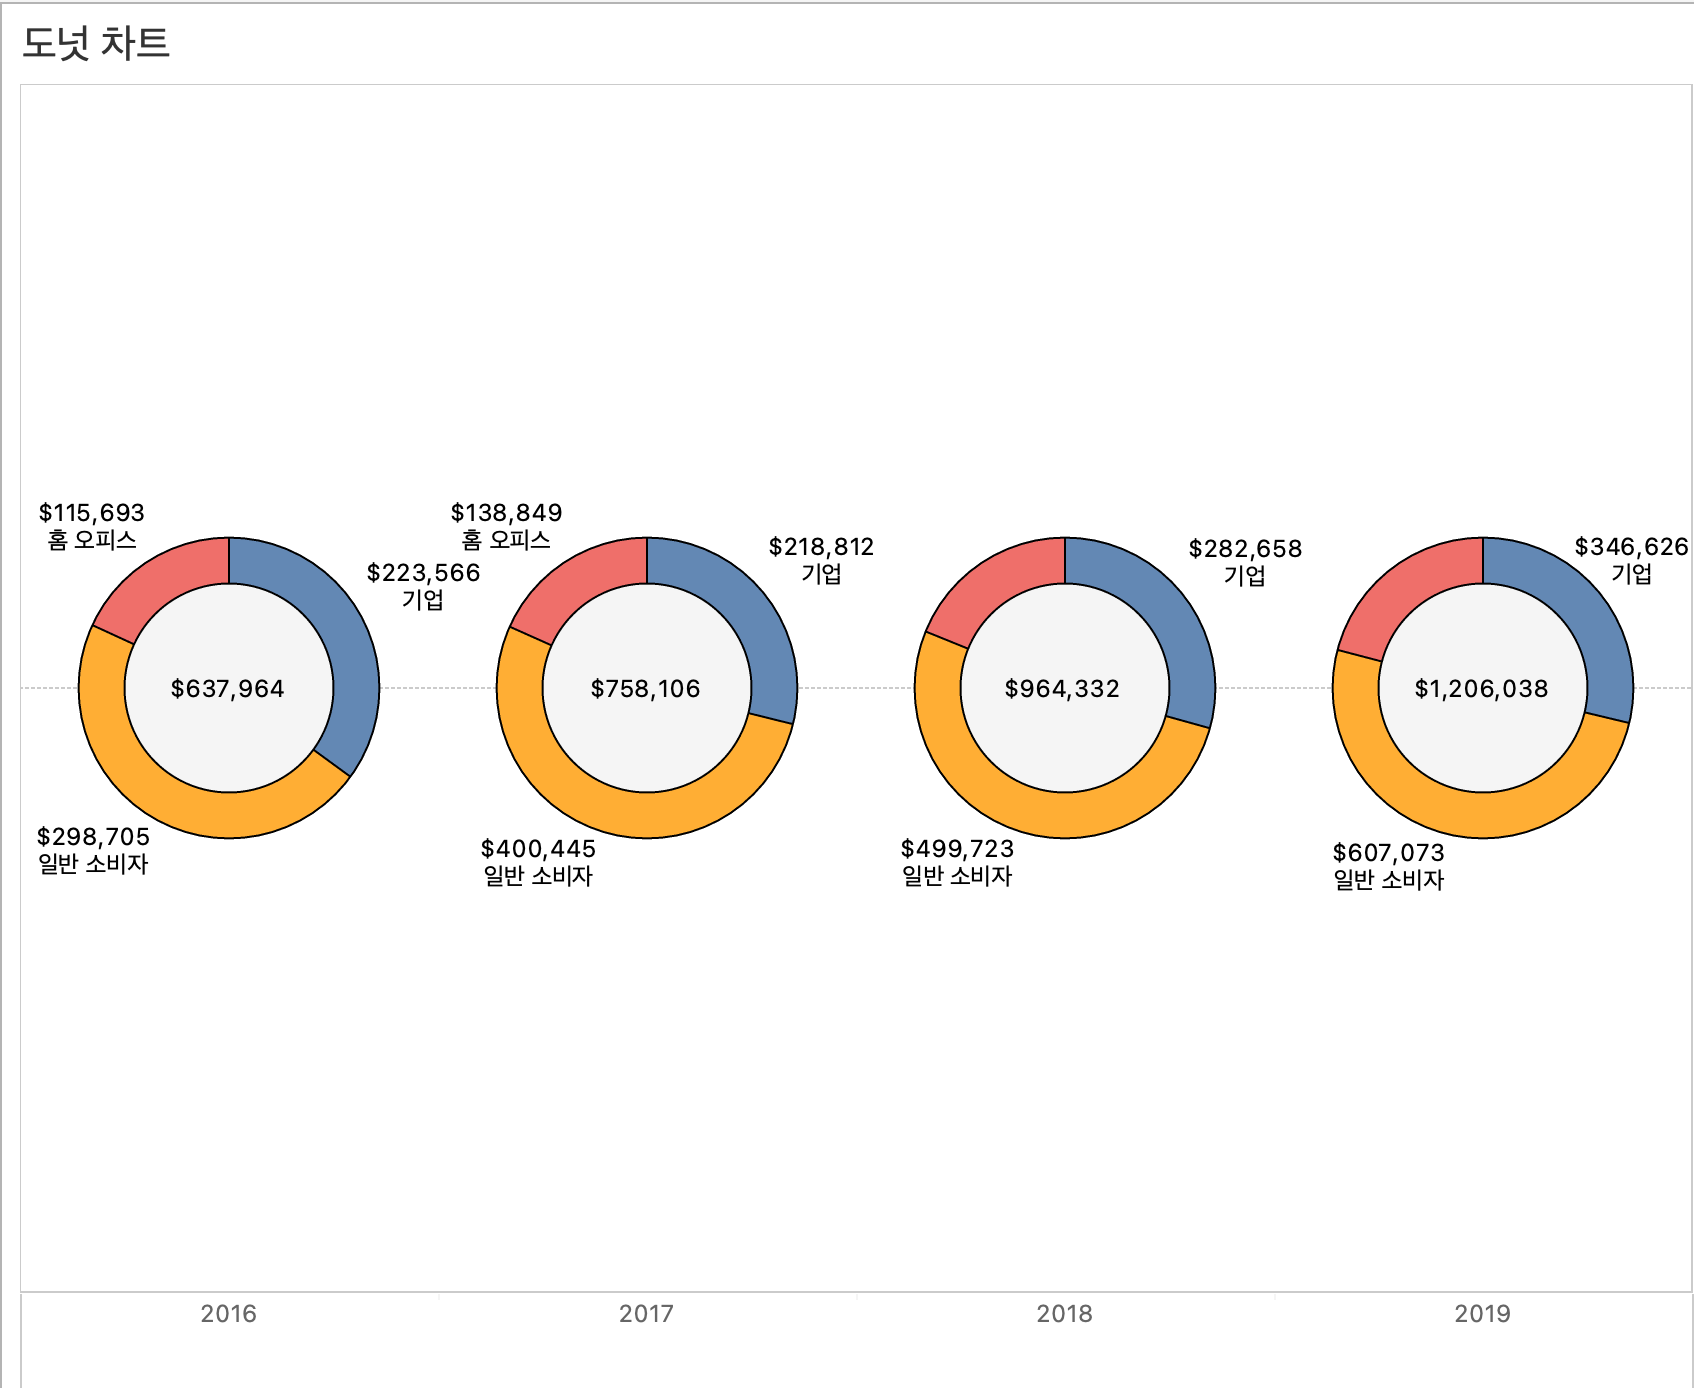 도넛 차트
$115,693
홈 오피스
$223,566
기업
$637,964
$298,705
일반 소비자
$138,849
홈 오피스
$218,812
기업
$758,106
$400,445
일반 소비자
$282,658
기업
$964,332
$499,723
일반 소비자
$346,626
기업
$1,206,038
$607,073
일반 소비자
2016
2017
2018
2019